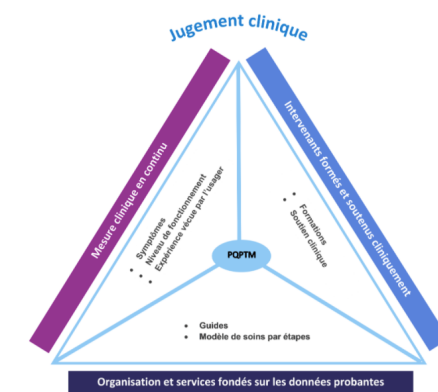 Jugement clinique
Mesure clinique en continu
Intervenants formés et soutenus cliniquement
• Symptômes
• Niveau de fonctionnement
• Expérience vécue par l'usager
• Formations
• Soutien clinique
PQPTM
• Guides
• Modèle de soins par étapes
Organisation et services fondés sur les données probantes